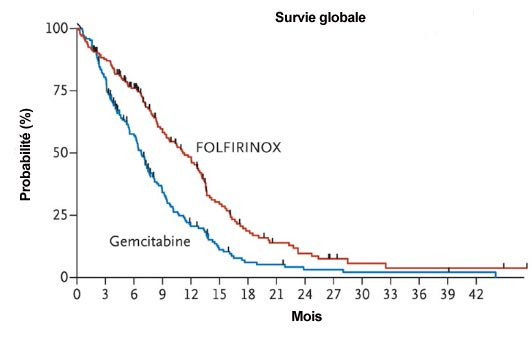 Survie globale
100
75
50
25
0
Probabilité (%)
FOLFIRINOX
Gemcitabine
0 3 6 9 12 15 18 21 24 27 30 33 36 39 42
Mois